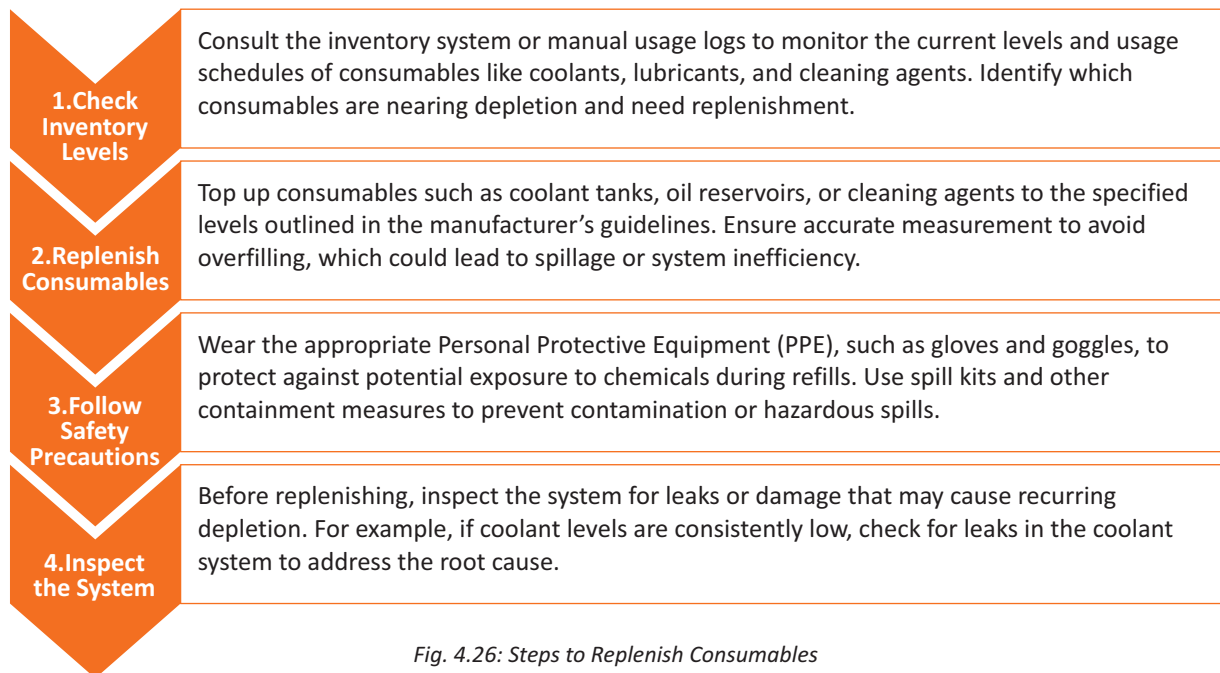 1.Check
Inventory
Levels
Consult the inventory system or manual usage logs to monitor the current levels and usage
schedules of consumables like coolants, lubricants, and cleaning agents. Identify which
consumables are nearing depletion and need replenishment.
2.Replenish
Consumables
Top up consumables such as coolant tanks, oil reservoirs, or cleaning agents to the specified
levels outlined in the manufacturer’s guidelines. Ensure accurate measurement to avoid
overfilling, which could lead to spillage or system inefficiency.
3.Follow
Safety
Precautions
Wear the appropriate Personal Protective Equipment (PPE), such as gloves and goggles, to
protect against potential exposure to chemicals during refills. Use spill kits and other
containment measures to prevent contamination or hazardous spills.
4.Inspect
the System
Before replenishing, inspect the system for leaks or damage that may cause recurring
depletion. For example, if coolant levels are consistently low, check for leaks in the coolant
system to address the root cause.
Fig. 4.26: Steps to Replenish Consumables